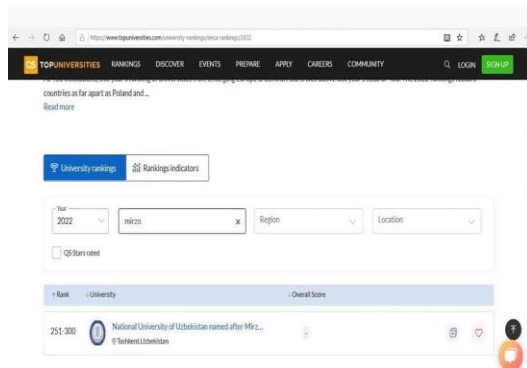 https://www.topuniversities.com/university-rankings/eeca-rankings/2022
QS TOPUNIVERSITIES RANKINGS DISCOVER EVENTS PREPARE APPLY CAREERS COMMUNITY LOGIN SIGN UP
countries as far apart as Poland and ...
Read more
University rankings Rankings indicators
Year
2022 mirzo x Region Location
QS Stars rated
Rank University Overall Score
251-300 National University of Uzbekistan named after Mirz... -
Tashkent,Uzbekistan